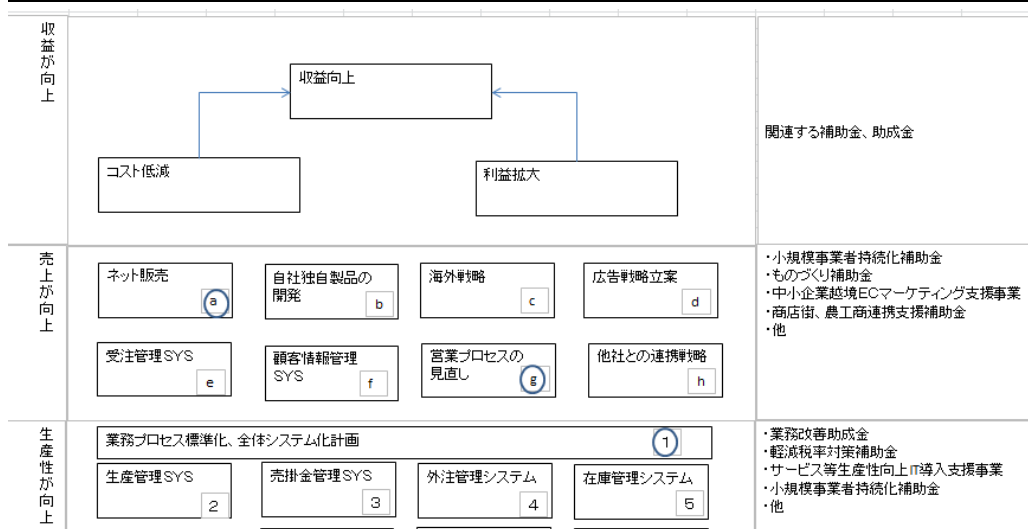 収益が向上
収益向上
関連する補助金、助成金
コスト低減
利益拡大
売上が向上
ネット販売
a
自社独自製品の
開発
b
海外戦略
c
広告戦略立案
d
・小規模事業者持続化補助金
・ものづくり補助金
・中小企業越境ECマーケティング支援事業
・商店街、農工商連携支援補助金
・他
受注管理SYS
e
顧客情報管理
SYS
f
営業プロセスの
見直し
g
他社との連携戦略
h
生産性が向上
業務プロセス標準化、全体システム化計画
1
・業務改善助成金
・軽減税率対策補助金
・サービス等生産性向上IT導入支援事業
・小規模事業者持続化補助金
・他
生産管理SYS
2
売掛金管理SYS
3
外注管理システム
4
在庫管理システム
5